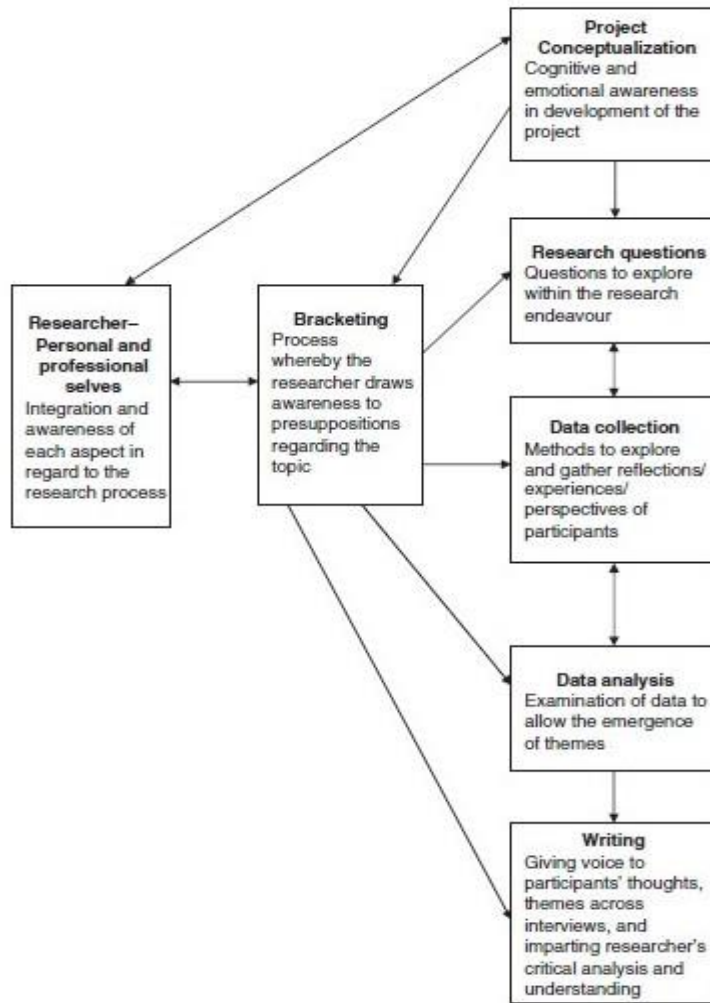 Project
Conceptualization
Cognitive and
emotional awareness
in development of the
project
Research questions
Questions to explore
within the research
endeavour
Researcher–
Personal and
professional
selves
Integration and
awareness of
each aspect in
regard to the
research process
Bracketing
Process
whereby the
researcher draws
awareness to
presuppositions
regarding the
topic
Data collection
Methods to explore
and gather reflections/
experiences/
perspectives of
participants
Data analysis
Examination of data to
allow the emergence
of themes
Writing
Giving voice to
participants' thoughts,
themes across
interviews, and
imparting researcher's
critical analysis and
understanding